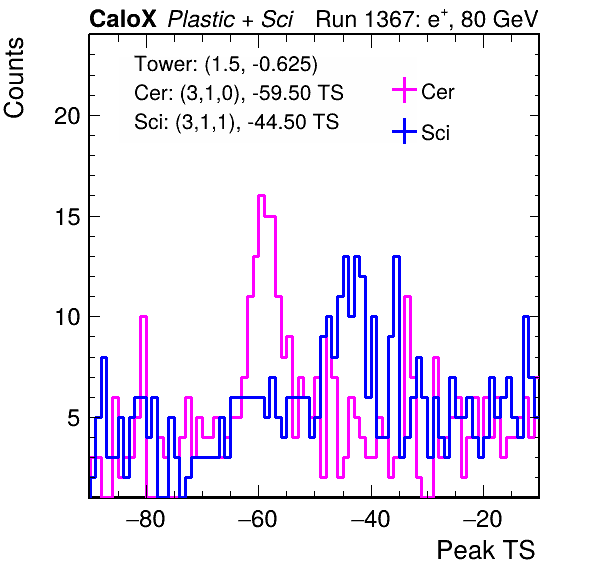 CaloX Plastic + Sci Run 1367: e⁺, 80 GeV
Counts
Tower: (1.5, -0.625)
Cer: (3,1,0), -59.50 TS
Sci: (3,1,1), -44.50 TS
Cer
Sci
20
15
10
5
−80 −60 −40 −20
Peak TS